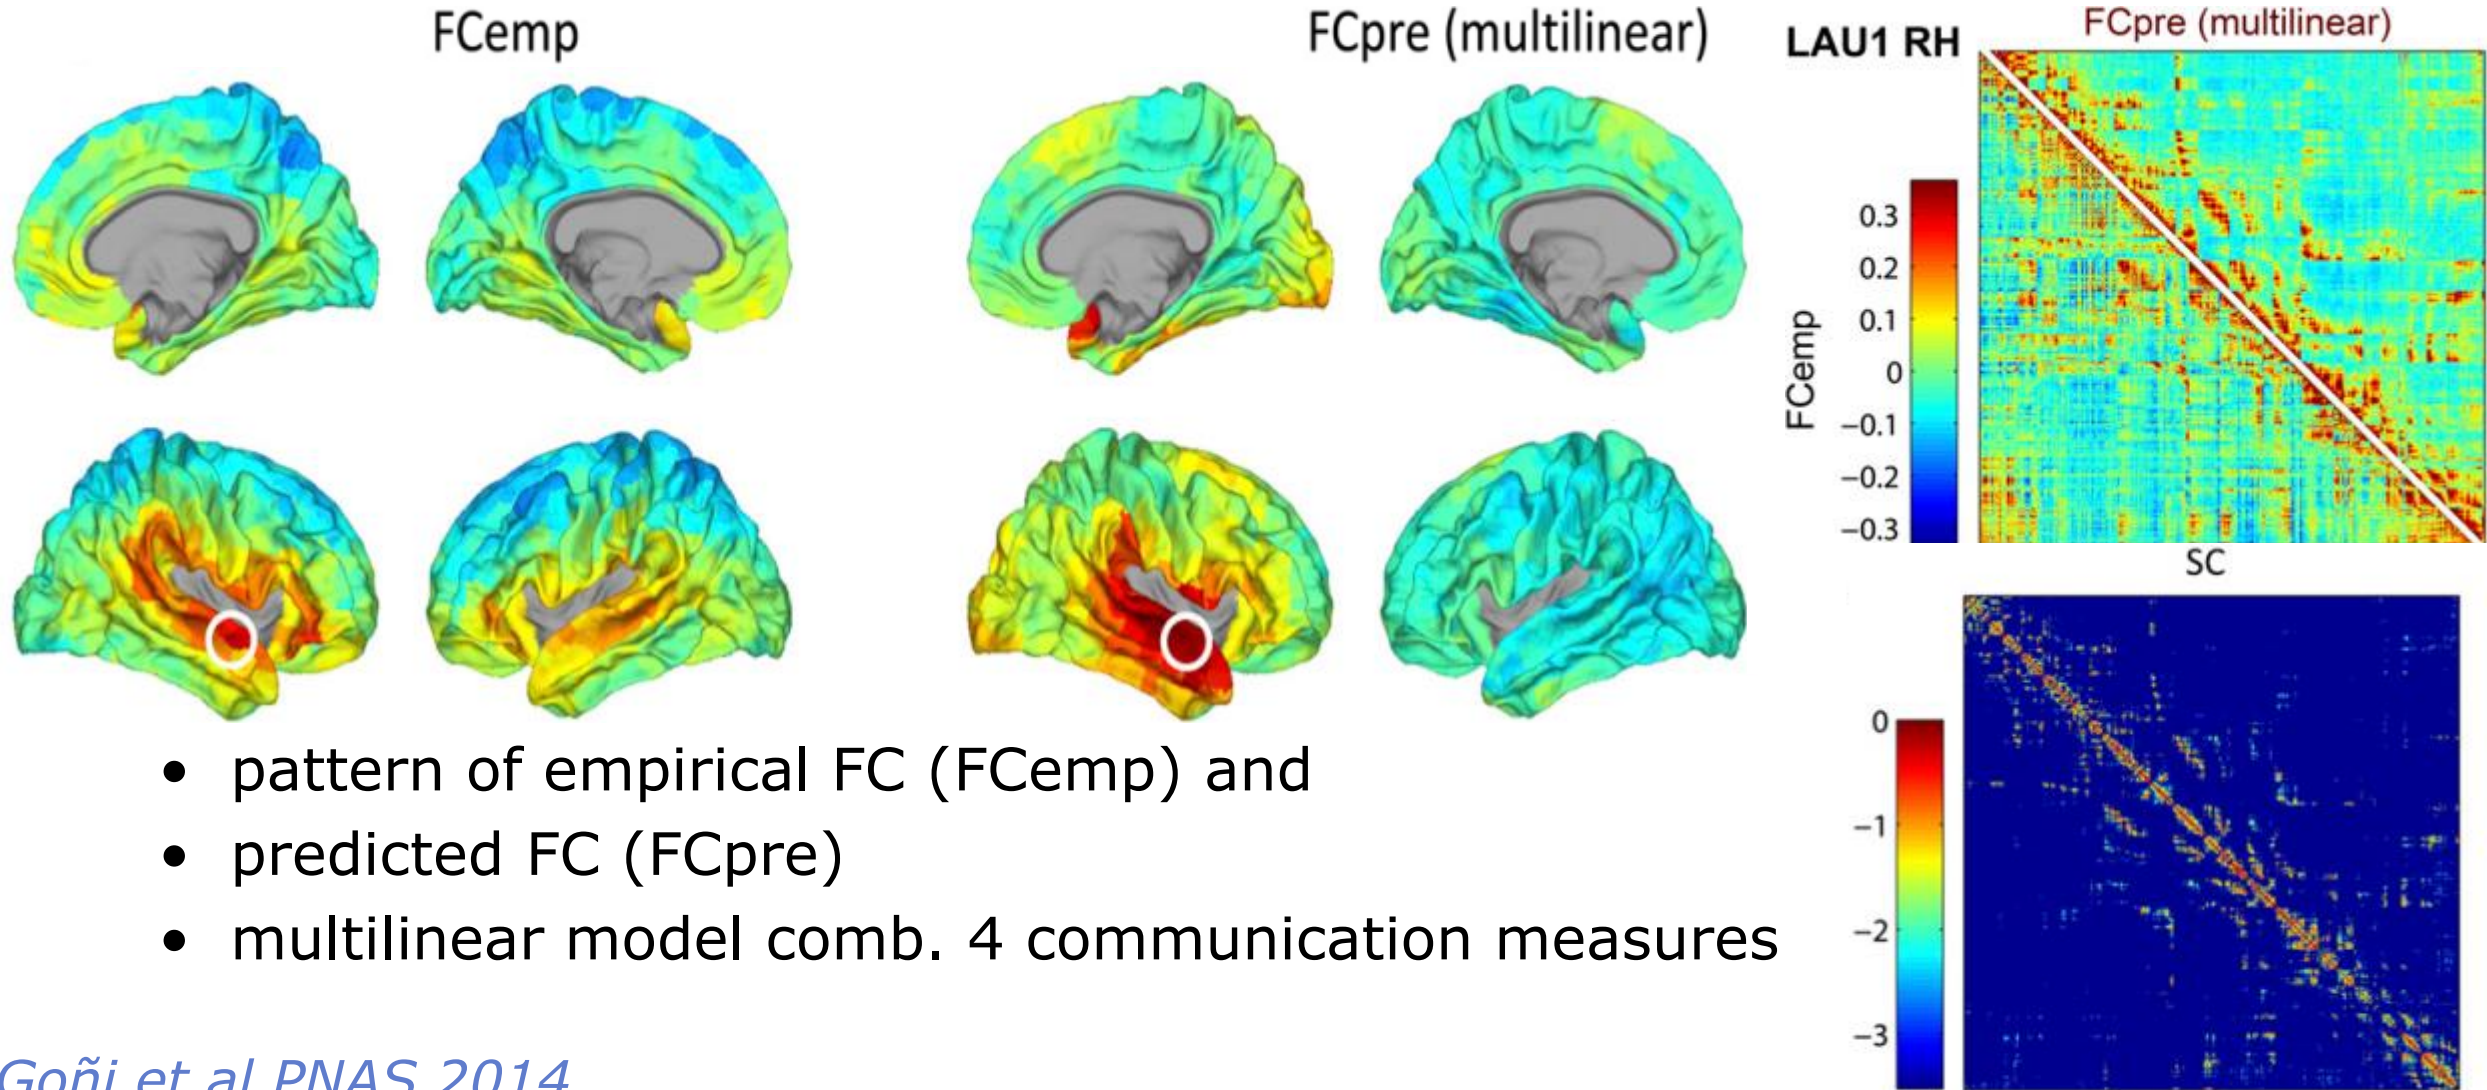 FCemp
FCpre (multilinear)
LAU1 RH
FCpre (multilinear)
FCemp
0.3
0.2
0.1
0
−0.1
−0.2
−0.3
SC
0
−1
−2
−3
• pattern of empirical FC (FCemp) and
• predicted FC (FCpre)
• multilinear model comb. 4 communication measures
Goñi et al PNAS 2014